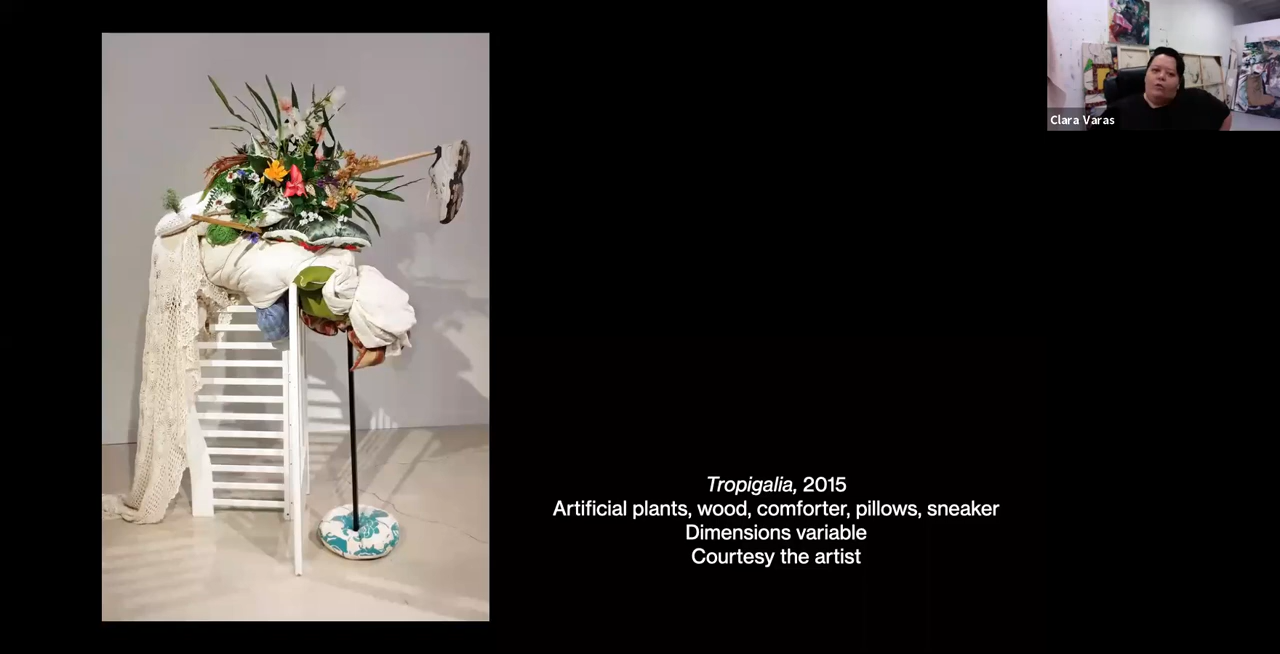 Clara Varas
Tropigalia, 2015
Artificial plants, wood, comforter, pillows, sneaker
Dimensions variable
Courtesy the artist